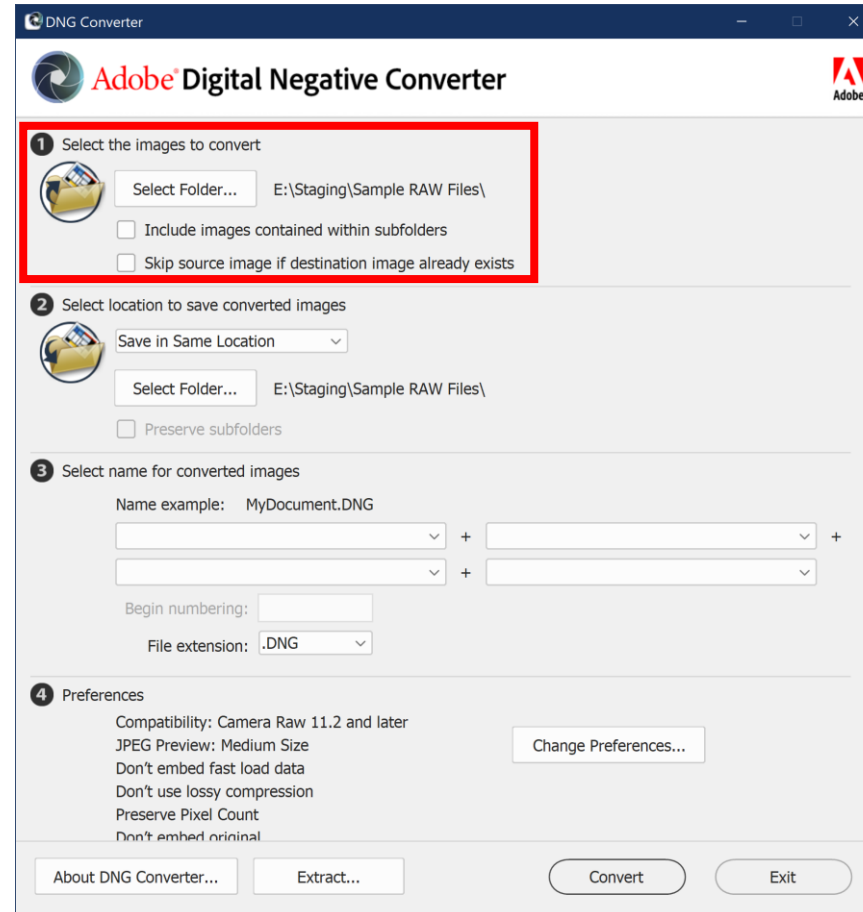 DNG Converter
Adobe® Digital Negative Converter
Adobe
1 Select the images to convert
Select Folder... E:\Staging\Sample RAW Files\
Include images contained within subfolders
Skip source image if destination image already exists
2 Select location to save converted images
Save in Same Location
Select Folder... E:\Staging\Sample RAW Files\
Preserve subfolders
3 Select name for converted images
Name example: MyDocument.DNG
+ +
+
Begin numbering:
File extension: .DNG
4 Preferences
Compatibility: Camera Raw 11.2 and later
JPEG Preview: Medium Size
Change Preferences...
Don't embed fast load data
Don't use lossy compression
Preserve Pixel Count
Don't embed original
About DNG Converter... Extract... Convert Exit